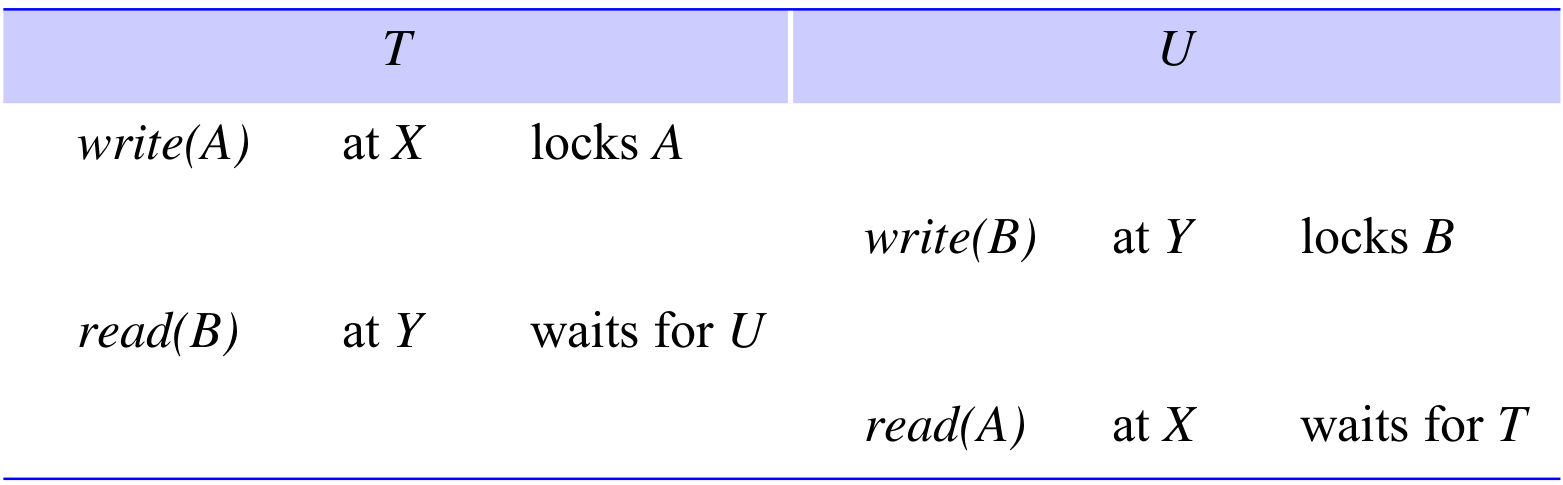 T U
write(A) at X locks A
write(B) at Y locks B
read(B) at Y waits for U
read(A) at X waits for T